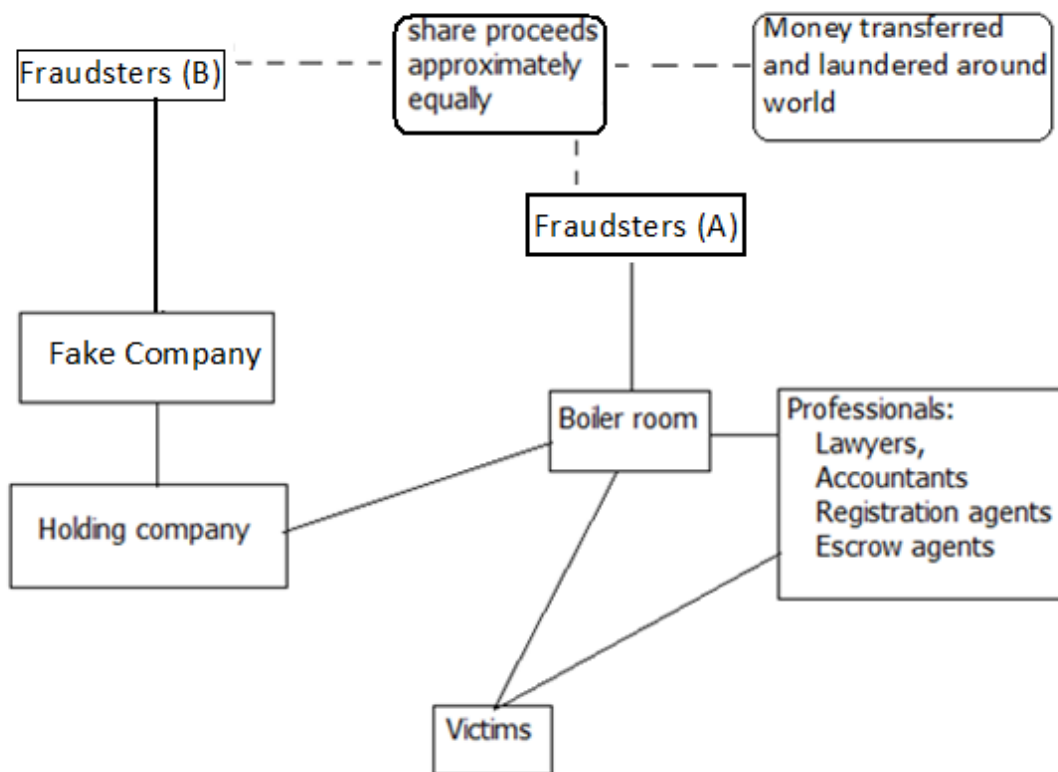 Fraudsters (B)
share proceeds
approximately
equally
Money transferred
and laundered around
world
Fraudsters (A)
Fake Company
Boiler room
Professionals:
Lawyers,
Accountants
Registration agents
Escrow agents
Holding company
Victims